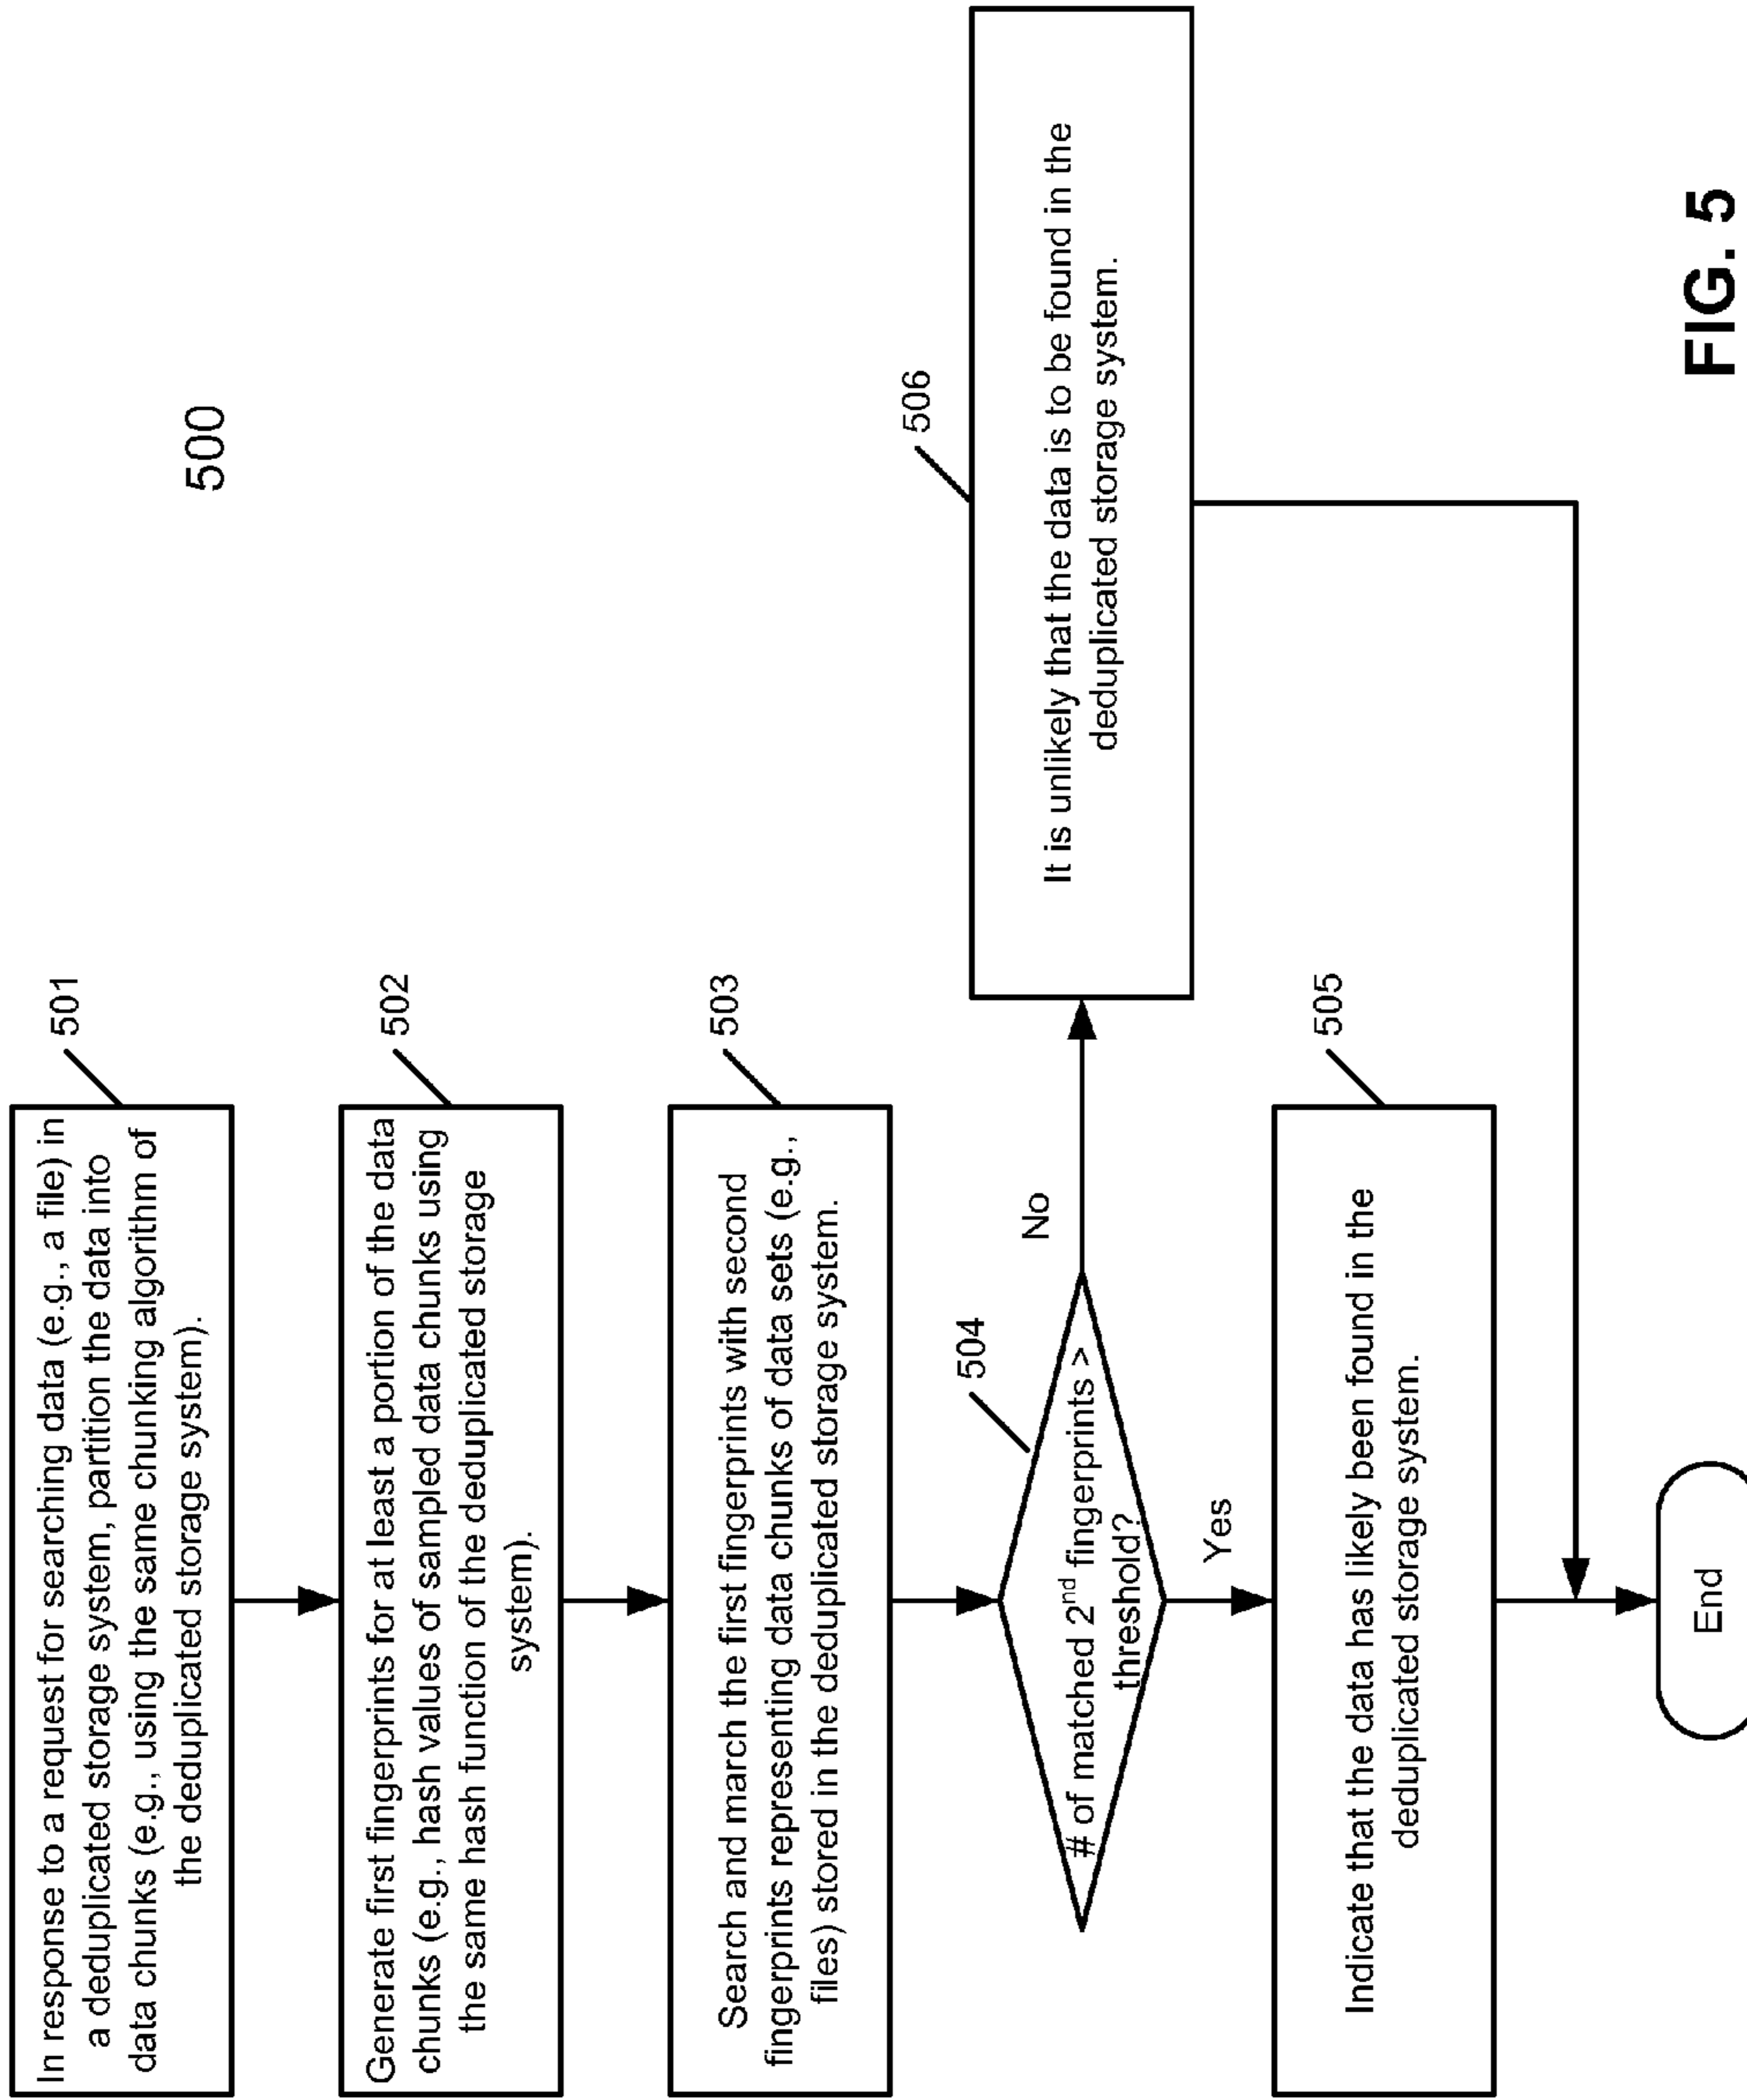 500
501
In response to a request for searching data (e.g., a file) in
a deduplicated storage system, partition the data into
data chunks (e.g., using the same chunking algorithm of
the deduplicated storage system).
502
Generate first fingerprints for at least a portion of the data
chunks (e.g., hash values of sampled data chunks using
the same hash function of the deduplicated storage
system).
503
Search and march the first fingerprints with second
fingerprints representing data chunks of data sets (e.g.,
files) stored in the deduplicated storage system.
504
# of matched 2nd fingerprints >
threshold?
No
506
It is unlikely that the data is to be found in the
deduplicated storage system.
Yes
505
Indicate that the data has likely been found in the
deduplicated storage system.
End
FIG. 5